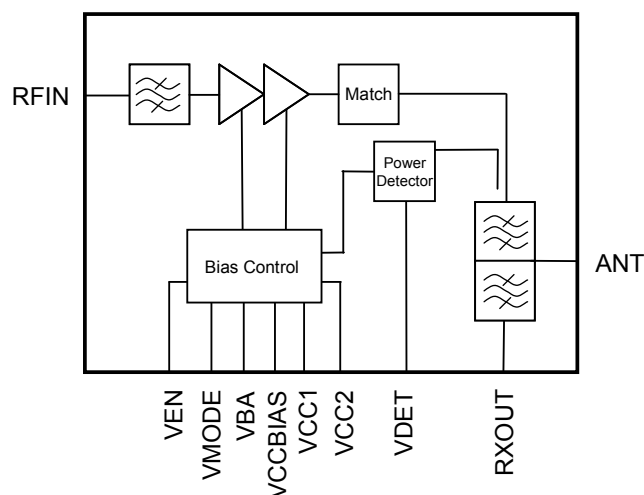 RFIN
Match
Power
Detector
Bias Control
ANT
VEN
VMODE
VBA
VCCBIAS
VCC1
VCC2
VDET
RXOUT